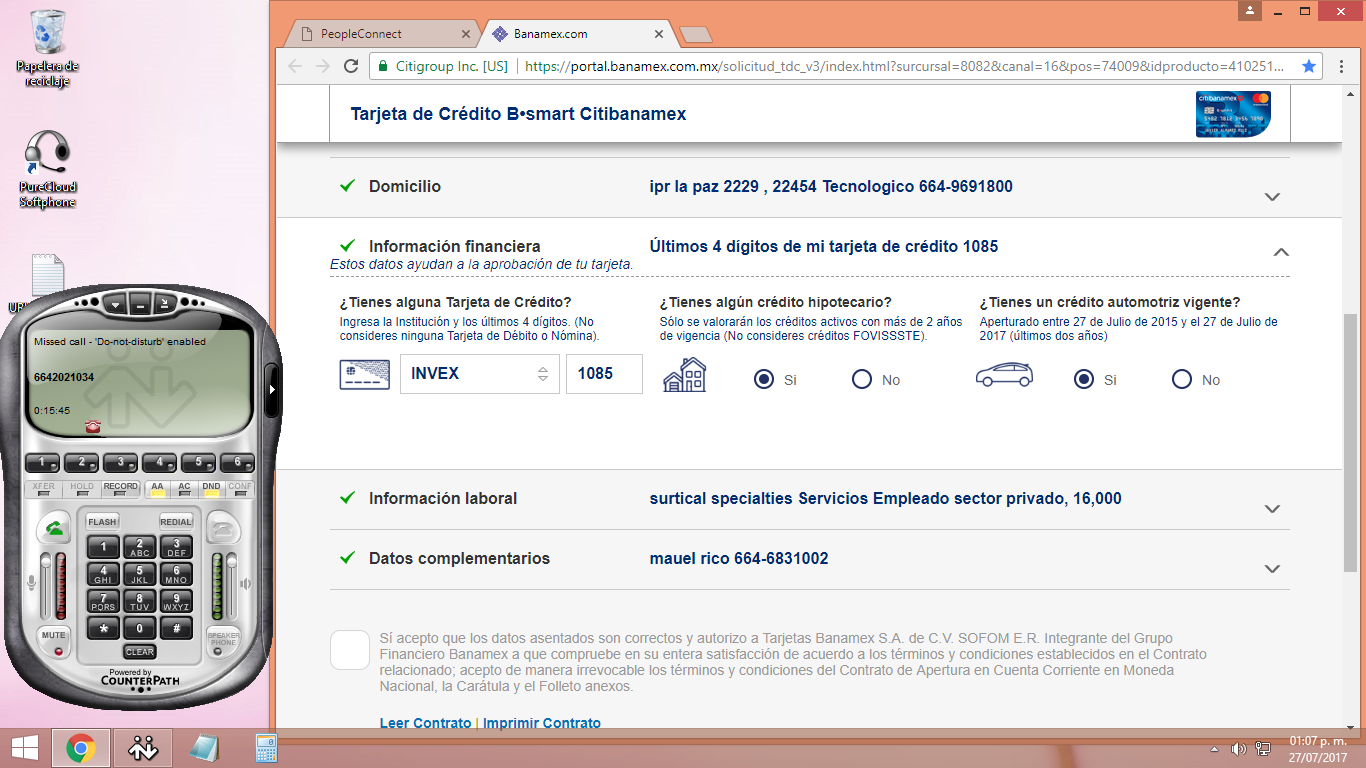 Papelera de
reciclaje
PureCloud
Softphone
PeopleConnect
Banamex.com
Citigroup Inc. [US]
https://portal.banamex.com.mx/solicitud_tdc_v3/index.html?surcursal=8082&canal=16&pos=74009&idproducto=410251...
Tarjeta de Crédito B•smart Citibanamex
citibanamex
Domicilio
ipr la paz 2229 , 22454 Tecnologico 664-9691800
Información financiera
Últimos 4 dígitos de mi tarjeta de crédito 1085
Estos datos ayudan a la aprobación de tu tarjeta.
¿Tienes alguna Tarjeta de Crédito?
Ingresa la Institución y los últimos 4 dígitos. (No
consideres ninguna Tarjeta de Débito o Nómina).
INVEX
1085
¿Tienes algún crédito hipotecario?
Sólo se valorarán los créditos activos con más de 2 años
de vigencia (No consideres créditos FOVISSSTE).
Si
No
¿Tienes un crédito automotriz vigente?
Aperturado entre 27 de Julio de 2015 y el 27 de Julio de
2017 (últimos dos años)
Si
No
Información laboral
surtical specialties Servicios Empleado sector privado, 16,000
Datos complementarios
mauel rico 664-6831002
Sí acepto que los datos asentados son correctos y autorizo a Tarjetas Banamex S.A. de C.V. SOFOM E.R. Integrante del Grupo
Financiero Banamex a que compruebe en su entera satisfacción de acuerdo a los términos y condiciones establecidos en el Contrato
relacionado; acepto de manera irrevocable los términos y condiciones del Contrato de Apertura en Cuenta Corriente en Moneda
Nacional, la Carátula y el Folleto anexos.
Leer Contrato | Imprimir Contrato
Missed call - 'Do-not-disturb' enabled
6642021034
0:15:45
1 2 3 4 5 6
XFER HOLD RECORD AA AC DND CONF
FLASH REDIAL
1 2 ABC 3 DEF
4 GHI 5 JKL 6 MNO
7 PQRS 8 TUV 9 WXYZ
* 0 #
MUTE
SPEAKER
PHONE
CLEAR
Powered by
COUNTERPATH
01:07 p. m.
27/07/2017